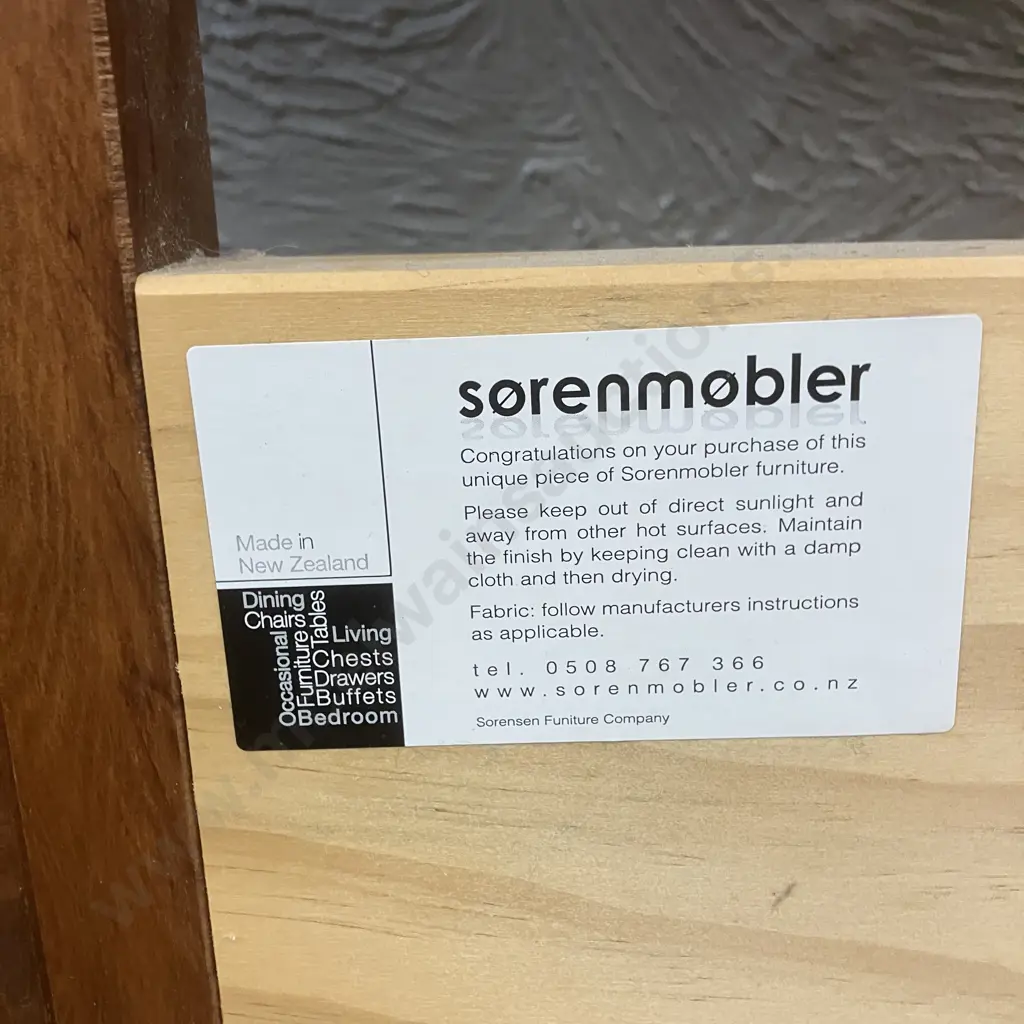 sørenmøbler
Congratulations on your purchase of this
unique piece of Sorenmobler furniture.
Please keep out of direct sunlight and
away from other hot surfaces. Maintain
the finish by keeping clean with a damp
cloth and then drying.
Fabric: follow manufacturers instructions
as applicable.
tel. 0508 767 366
www.sorenmobler.co.nz
Sorensen Funiture Company
Made in
New Zealand
Dining
Chairs
Tables
Occasional
Furniture
Living
Chests
Drawers
Buffets
Bedroom